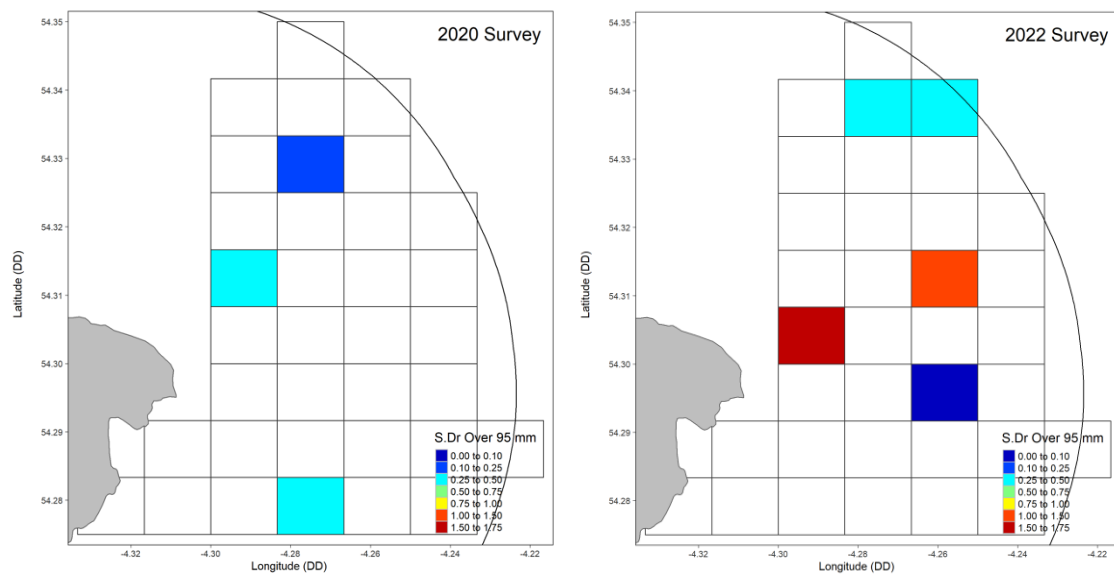 2020 Survey
54.35
54.34
54.33
54.32
54.31
54.30
54.29
54.28
Latitude (DD)
S.Dr Over 95 mm
0.00 to 0.10
0.10 to 0.25
0.25 to 0.50
0.50 to 0.75
0.75 to 1.00
1.00 to 1.50
1.50 to 1.75
-4.32 -4.30 -4.28 -4.26 -4.24 -4.22
Longitude (DD)
2022 Survey
54.35
54.34
54.33
54.32
54.31
54.30
54.29
54.28
Latitude (DD)
S.Dr Over 95 mm
0.00 to 0.10
0.10 to 0.25
0.25 to 0.50
0.50 to 0.75
0.75 to 1.00
1.00 to 1.50
1.50 to 1.75
-4.32 -4.30 -4.28 -4.26 -4.24 -4.22
Longitude (DD)